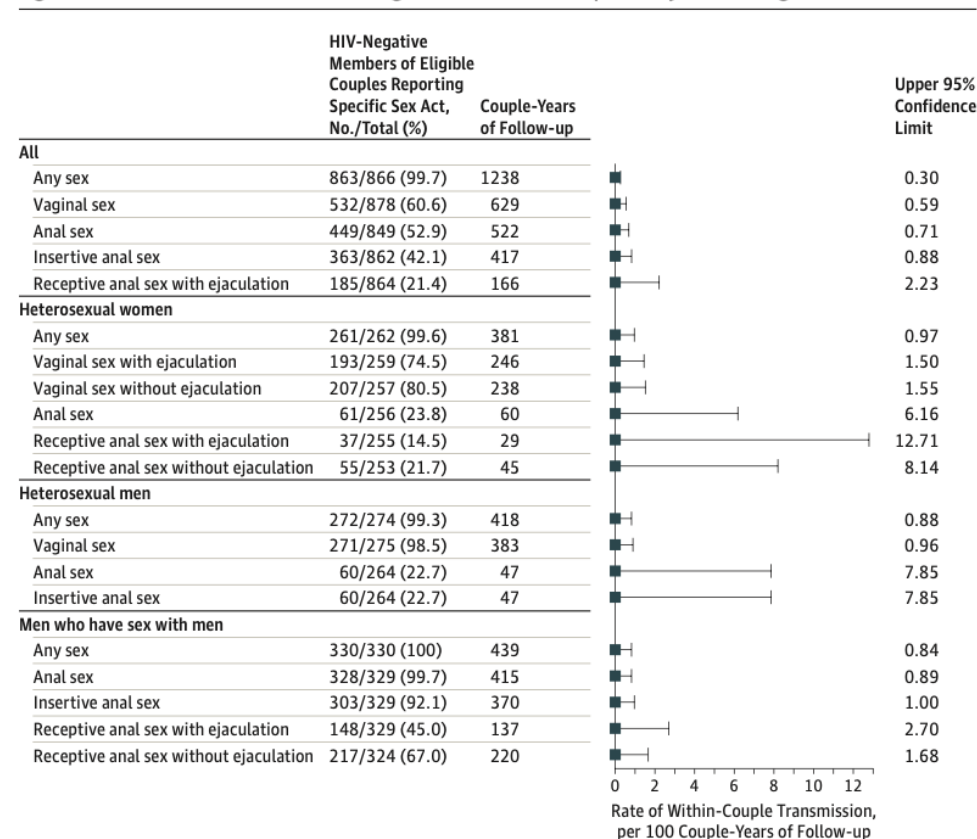 HIV-Negative
Members of Eligible
Couples Reporting
Specific Sex Act,
No./Total (%)
Couple-Years
of Follow-up
Upper 95%
Confidence
Limit
All
Any sex 863/866 (99.7) 1238 0.30
Vaginal sex 532/878 (60.6) 629 0.59
Anal sex 449/849 (52.9) 522 0.71
Insertive anal sex 363/862 (42.1) 417 0.88
Receptive anal sex with ejaculation 185/864 (21.4) 166 2.23
Heterosexual women
Any sex 261/262 (99.6) 381 0.97
Vaginal sex with ejaculation 193/259 (74.5) 246 1.50
Vaginal sex without ejaculation 207/257 (80.5) 238 1.55
Anal sex 61/256 (23.8) 60 6.16
Receptive anal sex with ejaculation 37/255 (14.5) 29 12.71
Receptive anal sex without ejaculation 55/253 (21.7) 45 8.14
Heterosexual men
Any sex 272/274 (99.3) 418 0.88
Vaginal sex 271/275 (98.5) 383 0.96
Anal sex 60/264 (22.7) 47 7.85
Insertive anal sex 60/264 (22.7) 47 7.85
Men who have sex with men
Any sex 330/330 (100) 439 0.84
Anal sex 328/329 (99.7) 415 0.89
Insertive anal sex 303/329 (92.1) 370 1.00
Receptive anal sex with ejaculation 148/329 (45.0) 137 2.70
Receptive anal sex without ejaculation 217/324 (67.0) 220 1.68
0 2 4 6 8 10 12
Rate of Within-Couple Transmission,
per 100 Couple-Years of Follow-up